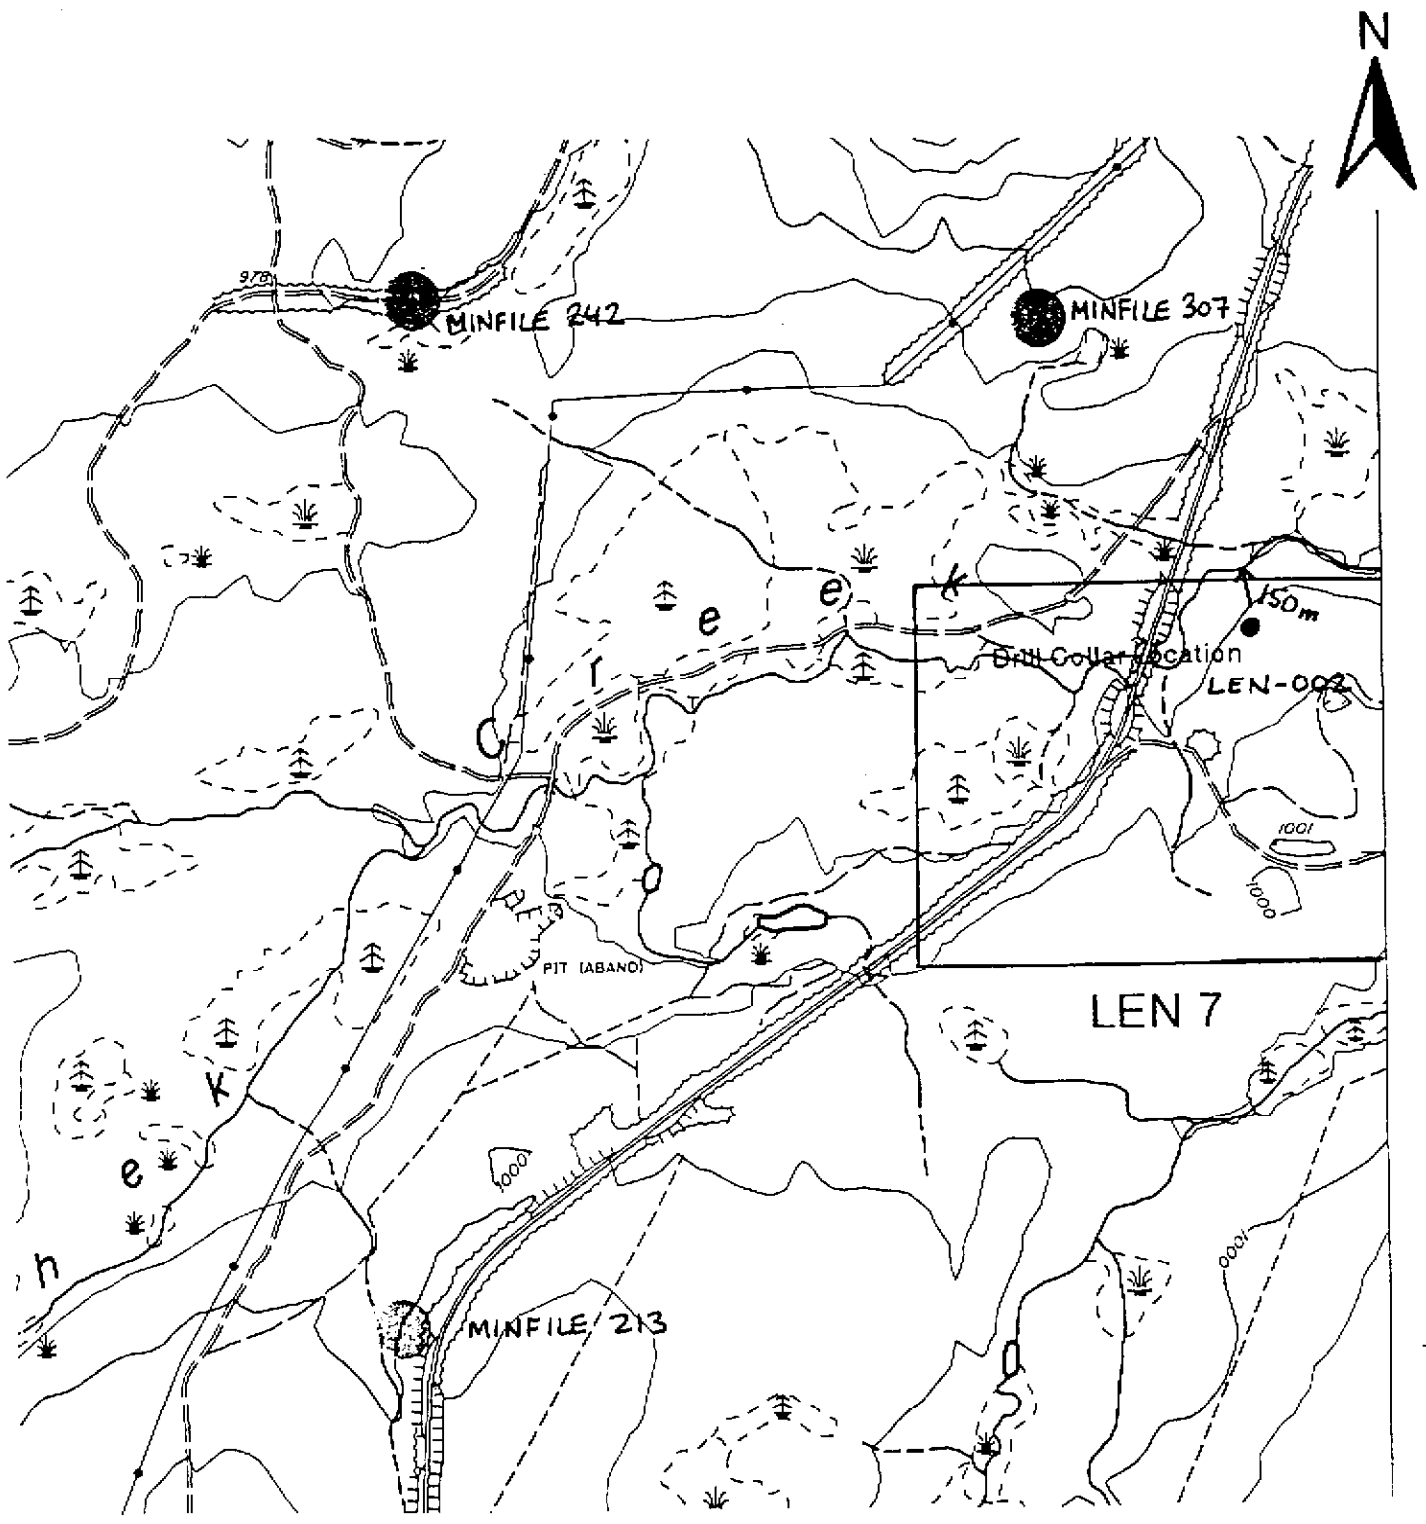 N
978
MINFILE 242
MINFILE 307
150m
Drill Collar Location
LEN-002
k
e
e
r
1001
1000
PIT (ABAND)
LEN 7
k
e
n
1000
1000
MINFILE 213